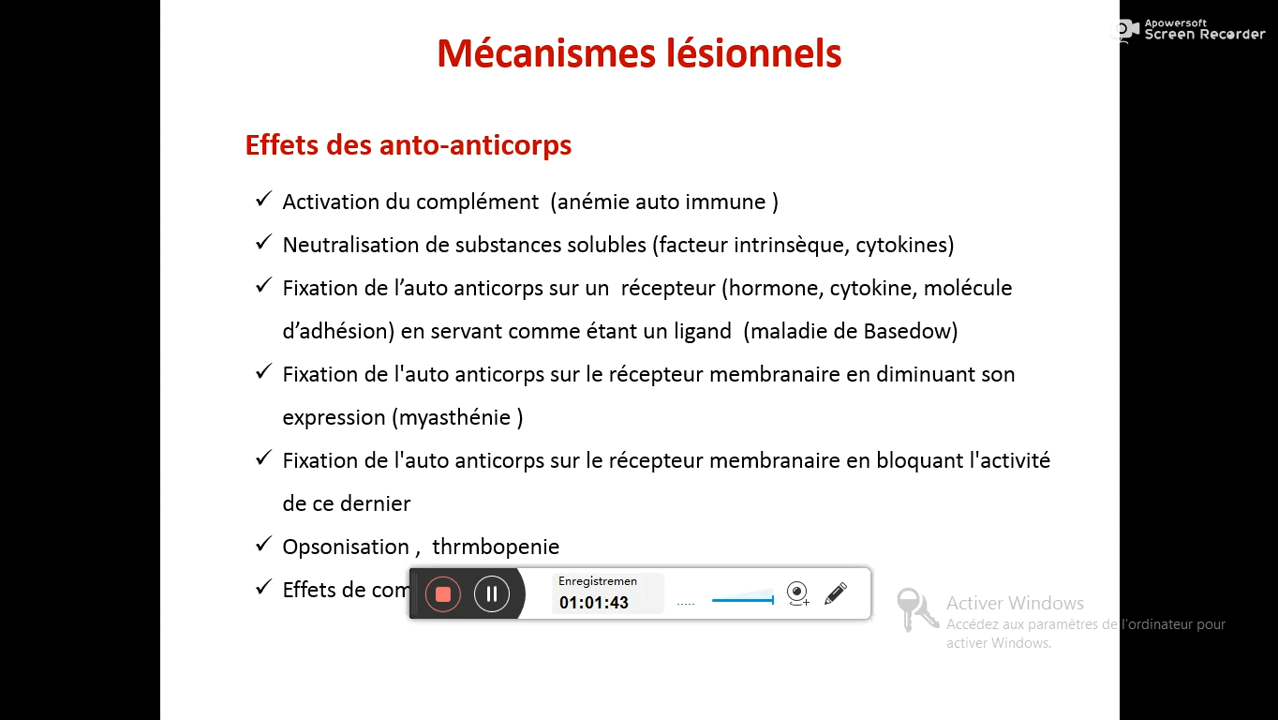 Apowersoft
Screen Recorder
Mécanismes lésionnels
Effets des anto-anticorps
✓ Activation du complément (anémie auto immune )
✓ Neutralisation de substances solubles (facteur intrinsèque, cytokines)
✓ Fixation de l’auto anticorps sur un récepteur (hormone, cytokine, molécule
d’adhésion) en servant comme étant un ligand (maladie de Basedow)
✓ Fixation de l'auto anticorps sur le récepteur membranaire en diminuant son
expression (myasthénie )
✓ Fixation de l'auto anticorps sur le récepteur membranaire en bloquant l'activité
de ce dernier
✓ Opsonisation , thrmbopenie
✓ Effets de
Enregistremen
01:01:43
Activer Windows
Accédez aux paramètres de l'ordinateur pour
activer Windows.